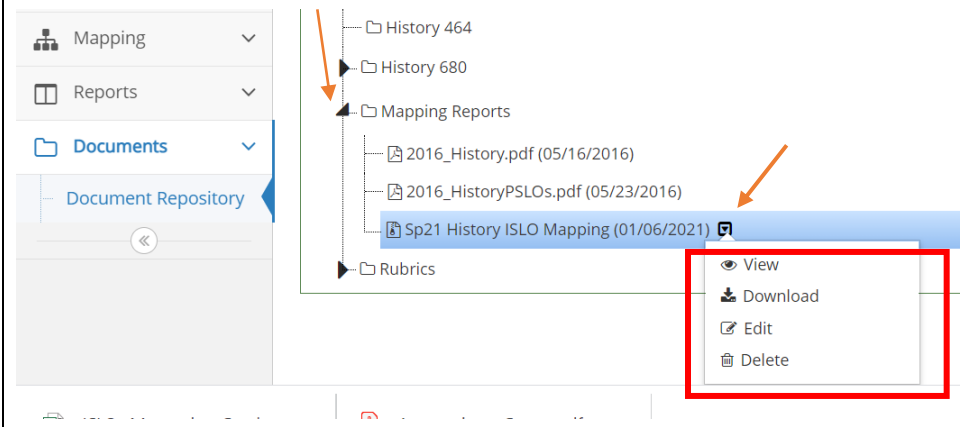 Mapping
Reports
Documents
Document Repository
History 464
History 680
Mapping Reports
2016_History.pdf (05/16/2016)
2016_HistoryPSLOs.pdf (05/23/2016)
Sp21 History ISLO Mapping (01/06/2021)
View
Download
Edit
Delete
Rubrics